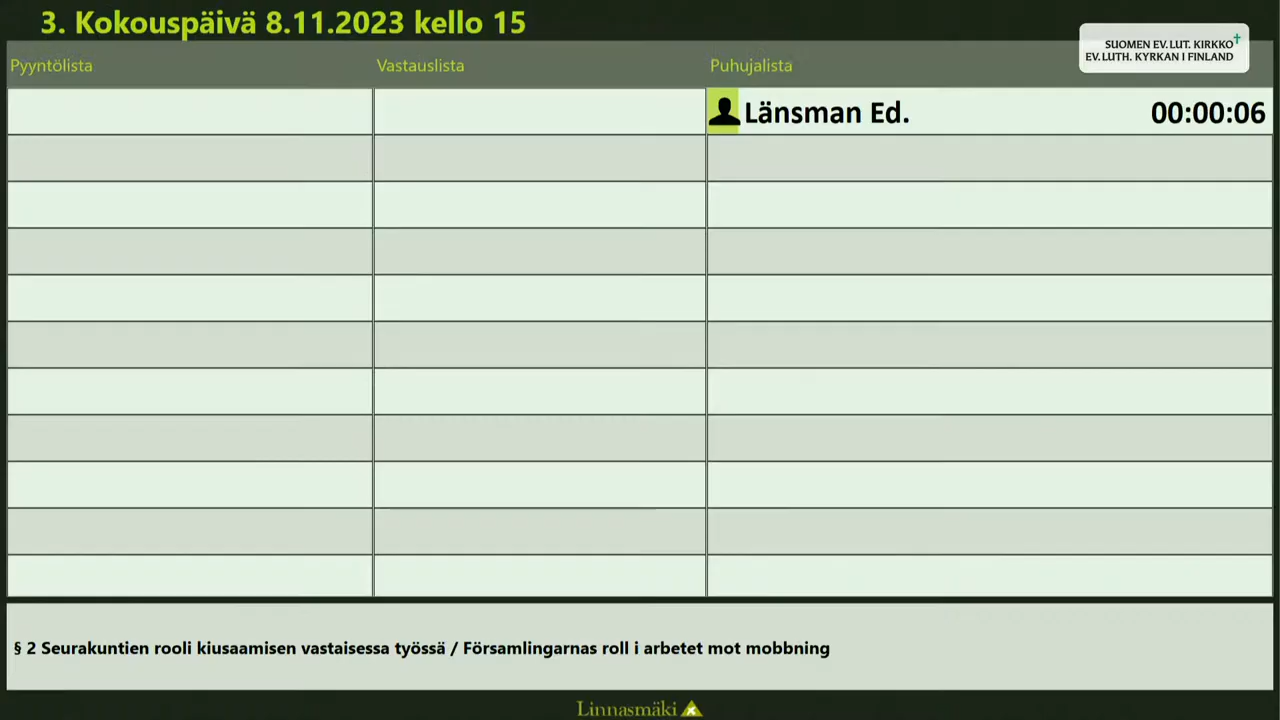 3. Kokouspäivä 8.11.2023 kello 15
SUOMEN EV. LUT. KIRKKO
EV. LUTH. KYRKAN I FINLAND
Pyyntölista
Vastauslista
Puhujalista
Länsman Ed. 00:00:06
§ 2 Seurakuntien rooli kiusaamisen vastaisessa työssä / Församlingarnas roll i arbetet mot mobbning
Linnasmäki